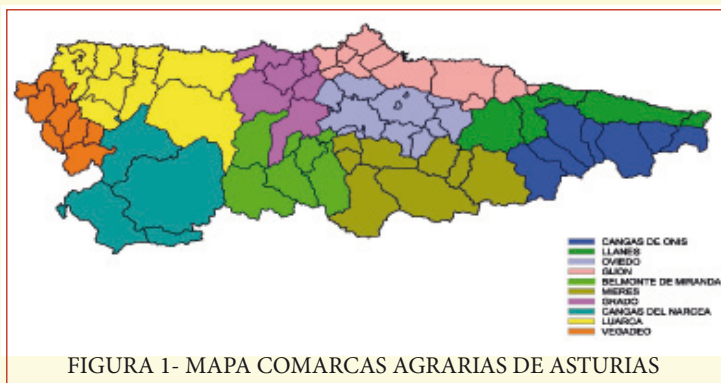 CANGAS DE ONIS
LLANES
OVIEDO
GIJON
BELMONTE DE MIRANDA
MIERES
GRADO
CANGAS DEL NARCEA
LUARCA
VEGADEO
FIGURA 1- MAPA COMARCAS AGRARIAS DE ASTURIAS